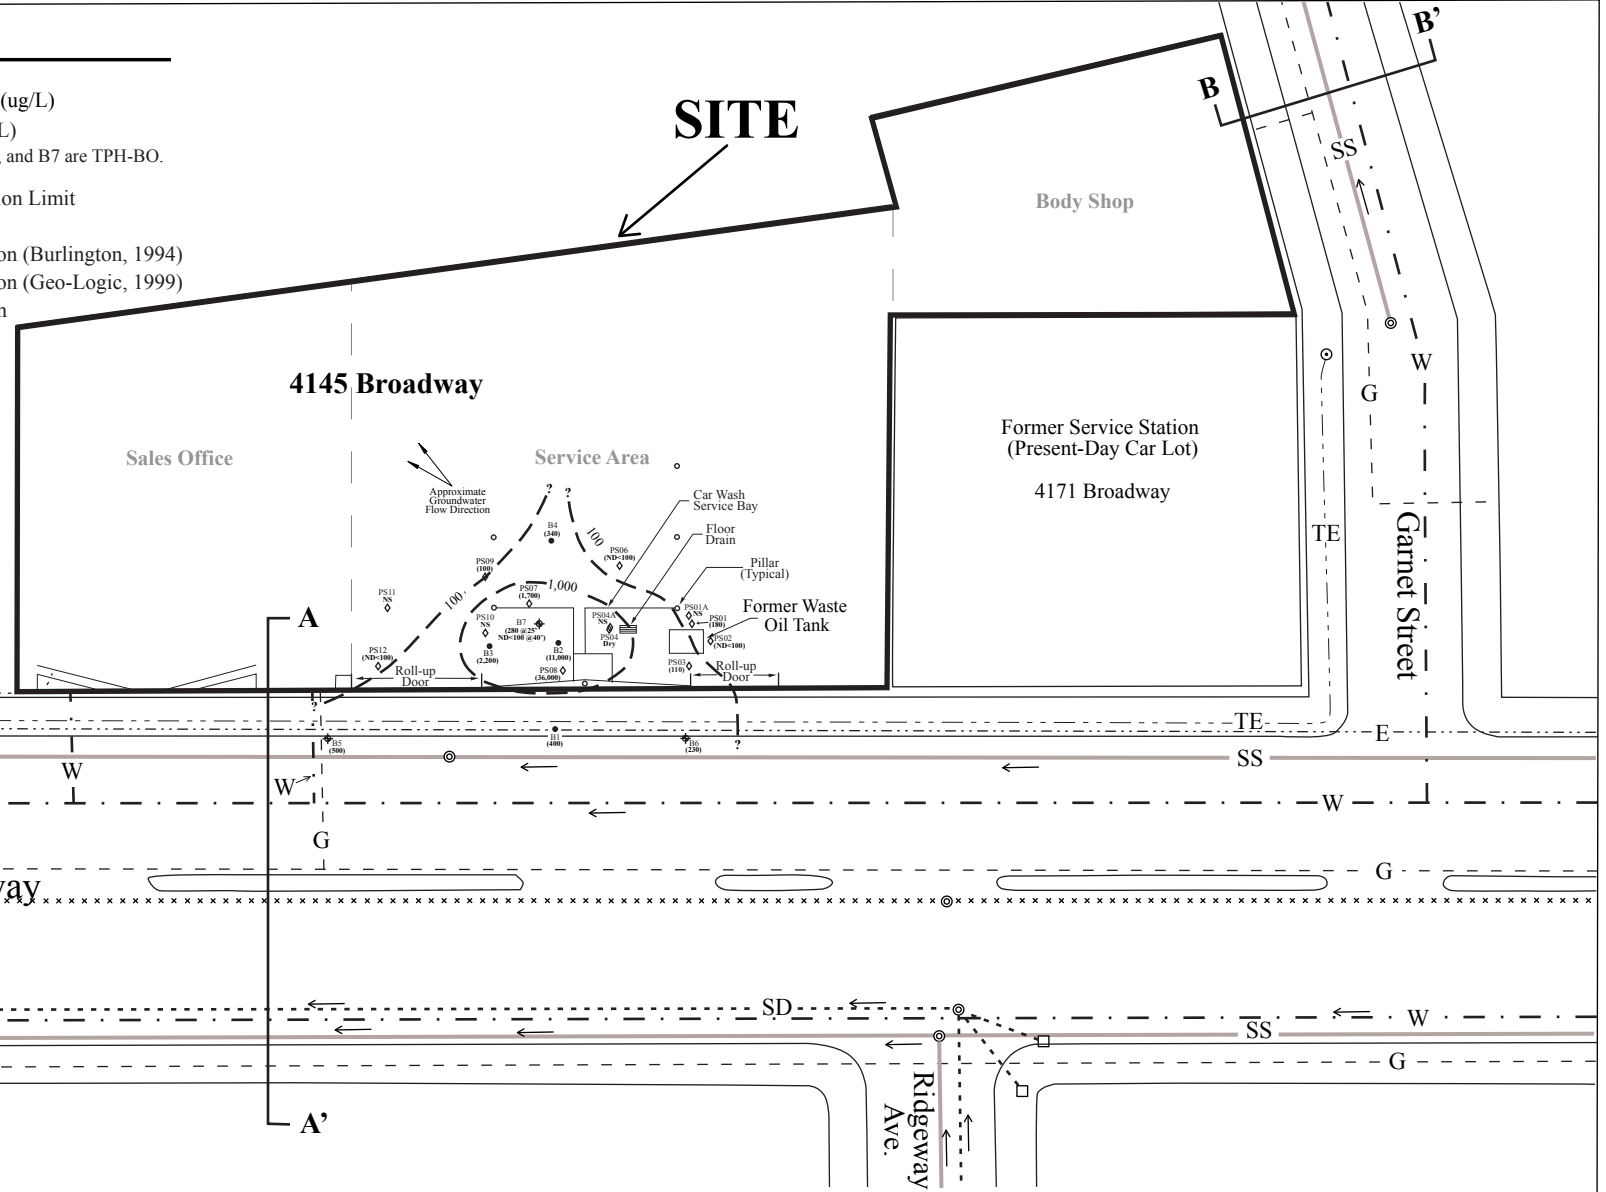 (ug/L)
L)
, and B7 are TPH-BO.
on Limit
on (Burlington, 1994)
on (Geo-Logic, 1999)
n
SITE
B
B'
SS
Body Shop
W
G
4145 Broadway
Sales Office
Service Area
Approximate
Groundwater
Flow Direction
Former Service Station
(Present-Day Car Lot)
4171 Broadway
TE
Garnet Street
? ?
Car Wash
Service Bay
Floor
Drain
Pillar
(Typical)
Former Waste
Oil Tank
B4
(340)
100
PS06
(ND<100)
PS09
(100)
100
PS07
(1,700)
1,000
PS11
NS
PS10
NS
B7
(280 @25'
ND<100 @40')
PS04A
NS
PS04
Dry
PS01A
NS
PS01
(180)
PS02
(ND<100)
PS12
(ND<100)
B3
(2,200)
B2
(11,000)
PS08
(36,000)
PS03
(110)
Roll-up
Door
Roll-up
Door
A
?
B5
(500)
B1
(400)
B6
(230)
?
TE
E
SS
W
W
W
G
G
way
SD
W
SS
G
Ridgeway
Ave.
A'